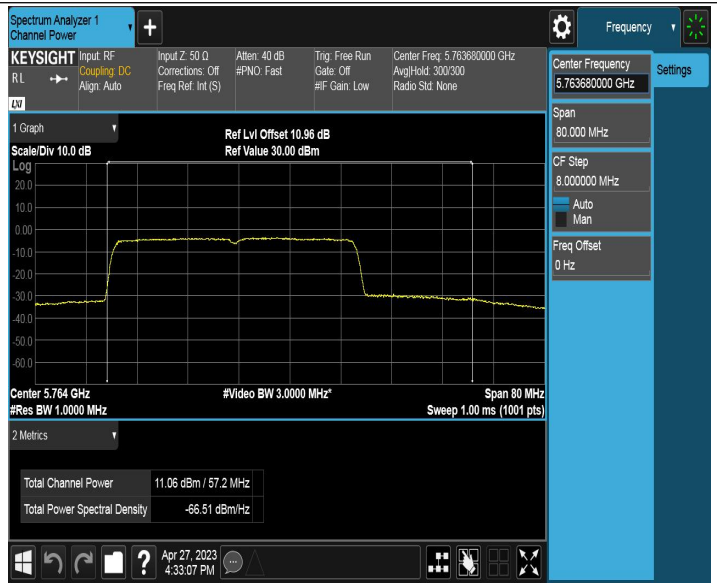 Spectrum Analyzer 1
Channel Power
Frequency
KEYSIGHT
RL
LXI
Input: RF
Coupling: DC
Align: Auto
Input Z: 50 Ω
Corrections: Off
Freq Ref: Int (S)
Atten: 40 dB
#PNO: Fast
Trig: Free Run
Gate: Off
#IF Gain: Low
Center Freq: 5.763680000 GHz
Avg|Hold: 300/300
Radio Std: None
Center Frequency
5.763680000 GHz
Settings
Span
80.000 MHz
CF Step
8.000000 MHz
Auto
Man
Freq Offset
0 Hz
1 Graph
Scale/Div 10.0 dB
Ref Lvl Offset 10.96 dB
Ref Value 30.00 dBm
Log
20.0
10.0
0.00
-10.0
-20.0
-30.0
-40.0
-50.0
-60.0
Center 5.764 GHz
#Video BW 3.0000 MHz*
Span 80 MHz
#Res BW 1.0000 MHz
Sweep 1.00 ms (1001 pts)
2 Metrics
Total Channel Power 11.06 dBm / 57.2 MHz
Total Power Spectral Density -66.51 dBm/Hz
?
Apr 27, 2023
4:33:07 PM